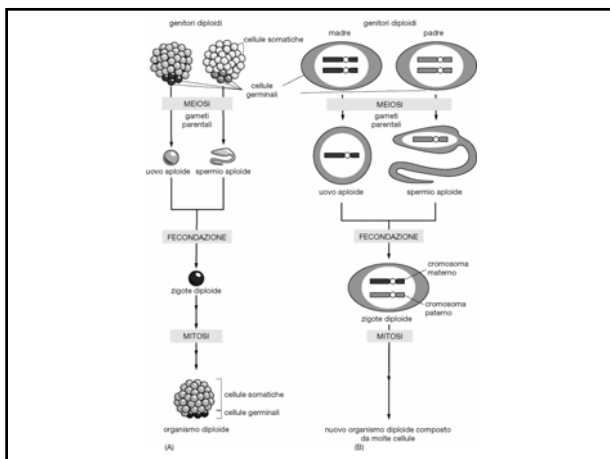 genitori diploidi
cellule somatiche
cellule
germinali
MEIOSI
gameti
parentali
uovo aploide
spermio aploide
FECONDAZIONE
zigote diploide
MITOSI
cellule somatiche
cellule germinali
organismo diploide
(A)
genitori diploidi
madre
padre
MEIOSI
gameti
parentali
uovo aploide
spermio aploide
FECONDAZIONE
cromosoma
materno
cromosoma
paterno
zigote diploide
MITOSI
nuovo organismo diploide composto
da molte cellule
(B)